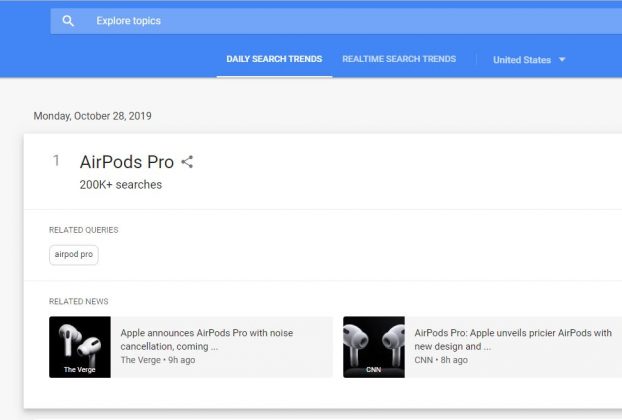 Explore topics
DAILY SEARCH TRENDS REALTIME SEARCH TRENDS United States
Monday, October 28, 2019
1 AirPods Pro
200K+ searches
RELATED QUERIES
airpod pro
RELATED NEWS
The Verge
Apple announces AirPods Pro with noise
cancellation, coming ...
The Verge • 9h ago
CNN
AirPods Pro: Apple unveils pricier AirPods with
new design and ...
CNN • 8h ago